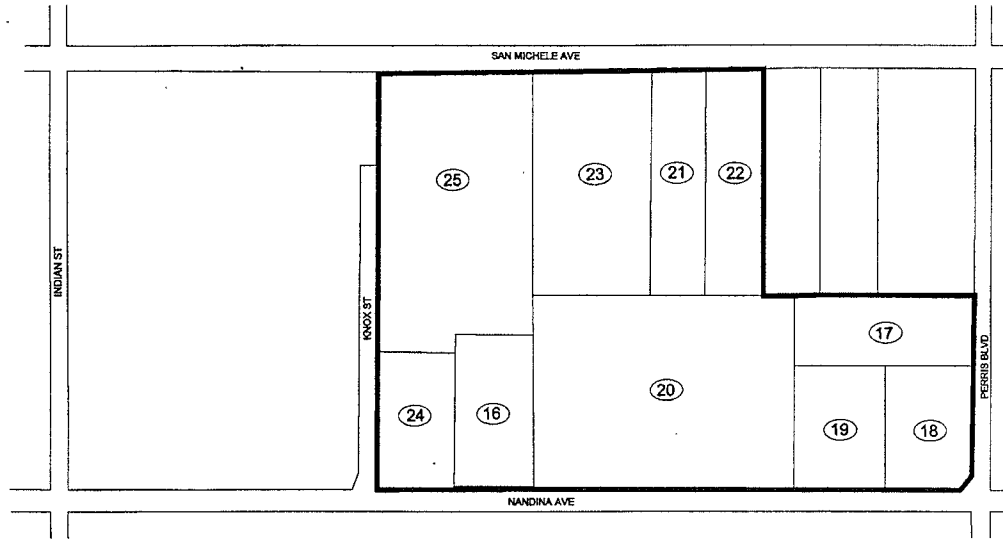 SAN MICHELE AVE
25
23
21
22
INDIAN ST
KNOX ST
17
PERRIS BLVD
20
24
16
19
18
NANDINA AVE